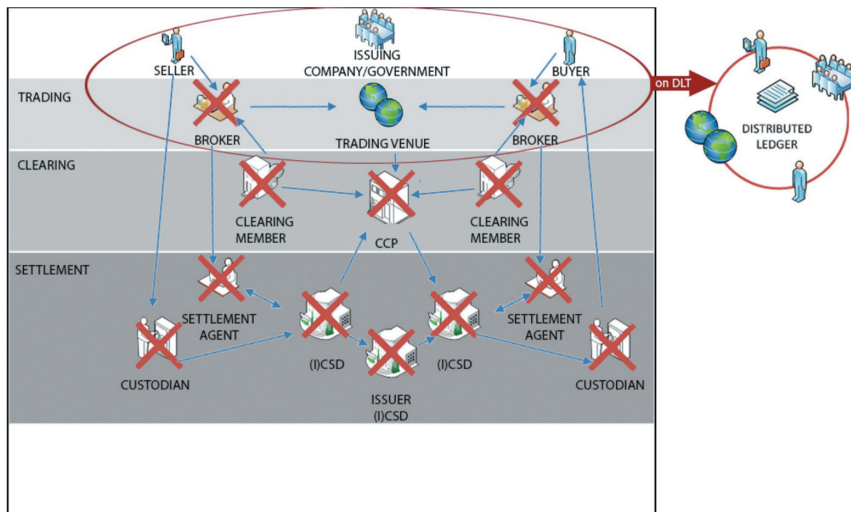 SELLER
ISSUING
COMPANY/GOVERNMENT
BUYER
on DLT
TRADING
BROKER
TRADING VENUE
BROKER
DISTRIBUTED
LEDGER
CLEARING
CLEARING
MEMBER
CCP
CLEARING
MEMBER
SETTLEMENT
SETTLEMENT
AGENT
SETTLEMENT
AGENT
(I)CSD
(I)CSD
CUSTODIAN
CUSTODIAN
ISSUER
(I)CSD